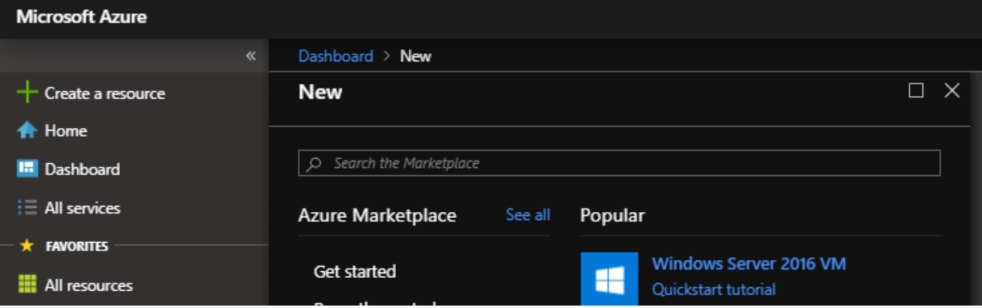 Microsoft Azure
«
Dashboard > New
Create a resource
Home
Dashboard
All services
FAVORITES
All resources
New
Search the Marketplace
Azure Marketplace
See all
Popular
Get started
Windows Server 2016 VM
Quickstart tutorial